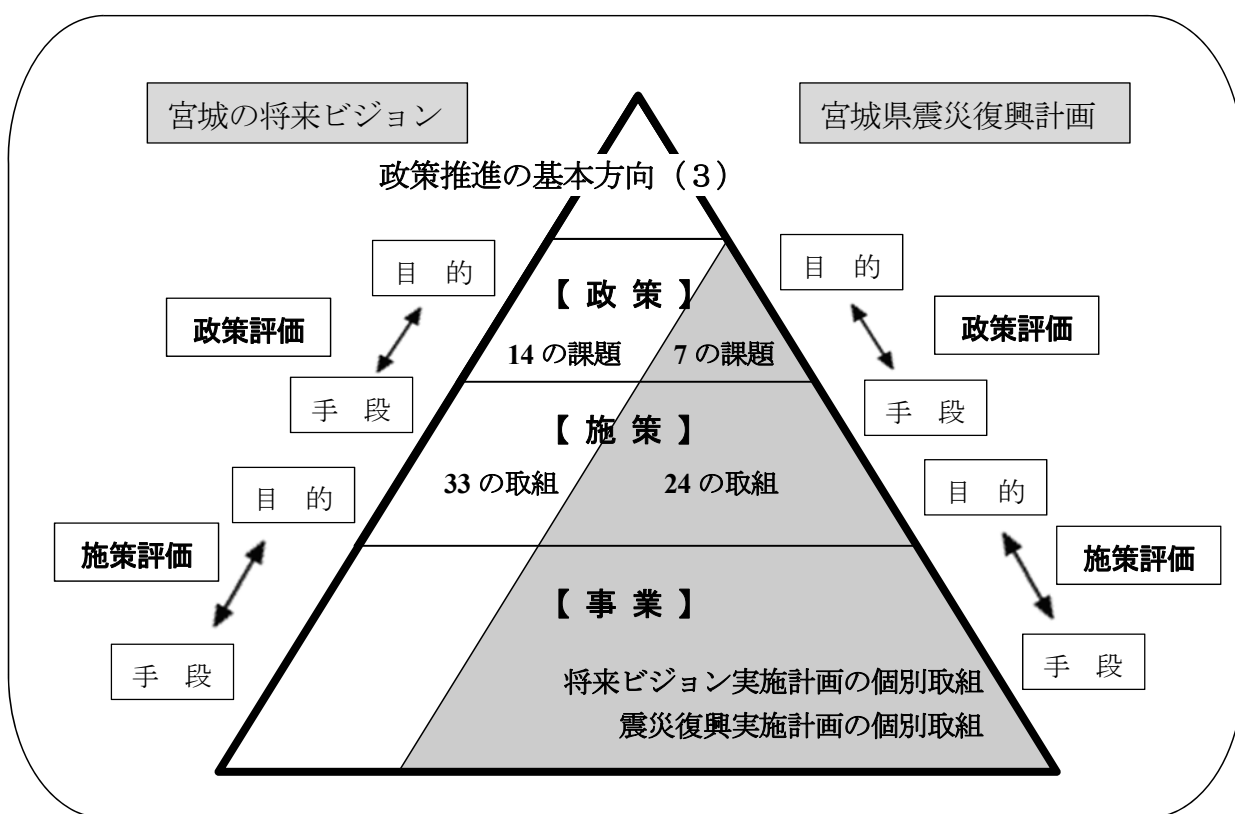 宮城の将来ビジョン
宮城県震災復興計画
政策推進の基本方向（３）
目　的
目　的
【 政 策 】
政策評価
政策評価
14 の課題
7 の課題
手　段
手　段
【 施 策 】
33 の取組
24 の取組
目　的
目　的
施策評価
施策評価
【 事 業 】
手　段
手　段
将来ビジョン実施計画の個別取組
震災復興実施計画の個別取組